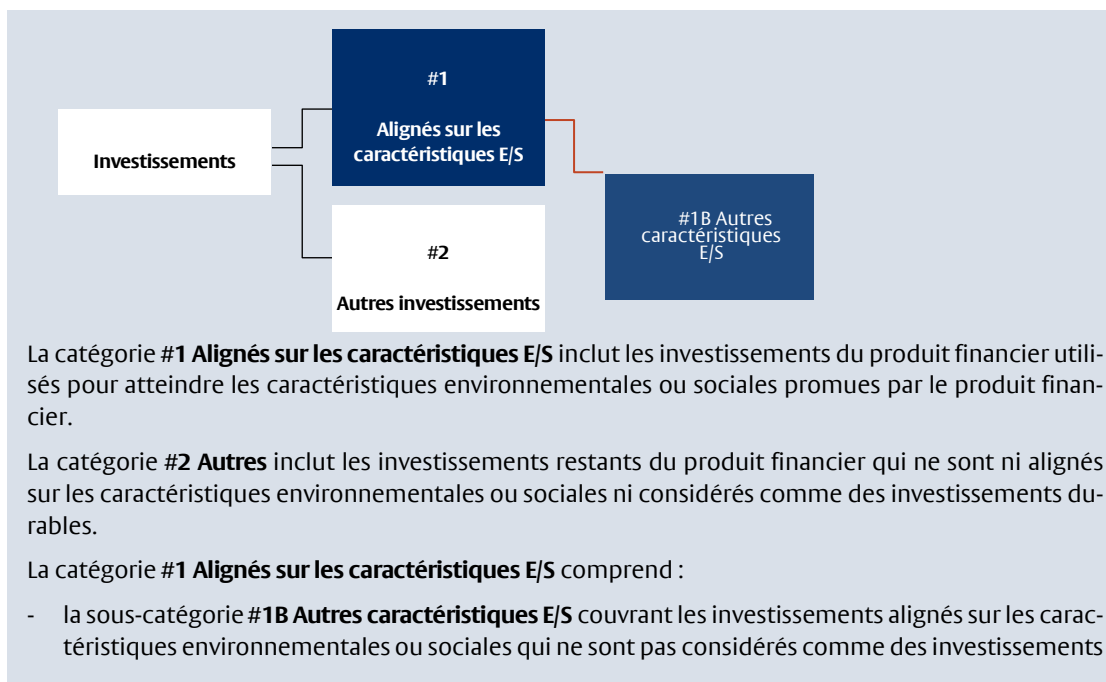 #1
Alignés sur les
caractéristiques E/S
Investissements
#1B Autres
caractéristiques
E/S
#2
Autres investissements
La catégorie #1 Alignés sur les caractéristiques E/S inclut les investissements du produit financier utili-
sés pour atteindre les caractéristiques environnementales ou sociales promues par le produit finan-
cier.
La catégorie #2 Autres inclut les investissements restants du produit financier qui ne sont ni alignés
sur les caractéristiques environnementales ou sociales ni considérés comme des investissements du-
rables.
La catégorie #1 Alignés sur les caractéristiques E/S comprend :
- la sous-catégorie #1B Autres caractéristiques E/S couvrant les investissements alignés sur les carac-
téristiques environnementales ou sociales qui ne sont pas considérés comme des investissements